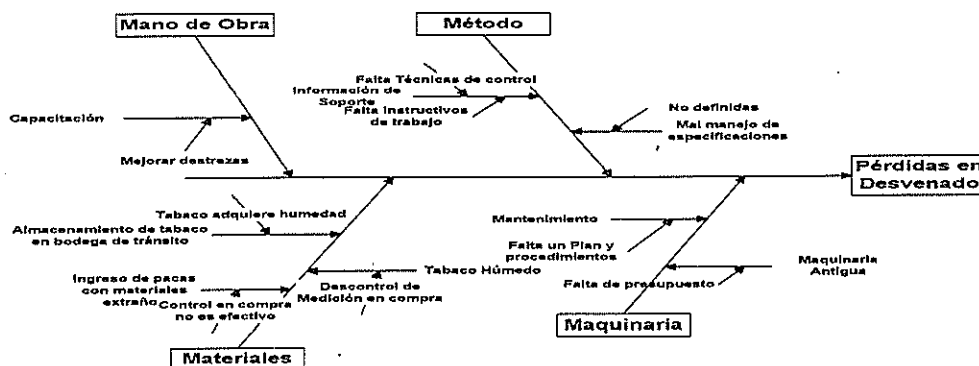 Mano de Obra
Método
Falta Técnicas de control
Información de
Soporte
Falta Instructivos
de trabajo
No definidas
Mal manejo de
especificaciones
Capacitación
Mejorar destrezas
Pérdidas en
Desvenado
Tabaco adquiere humedad
Almacenamiento de tabaco
en bodega de tránsito
Mantenimiento
Falta un Plan y
procedimientos
Ingreso de pacas
con materiales
extraño
Control en compra
no es efectivo
Tabaco Húmedo
Descontrol de
Medición en compra
Maquinaria
Antigua
Falta de presupuesto
Materiales
Maquinaria